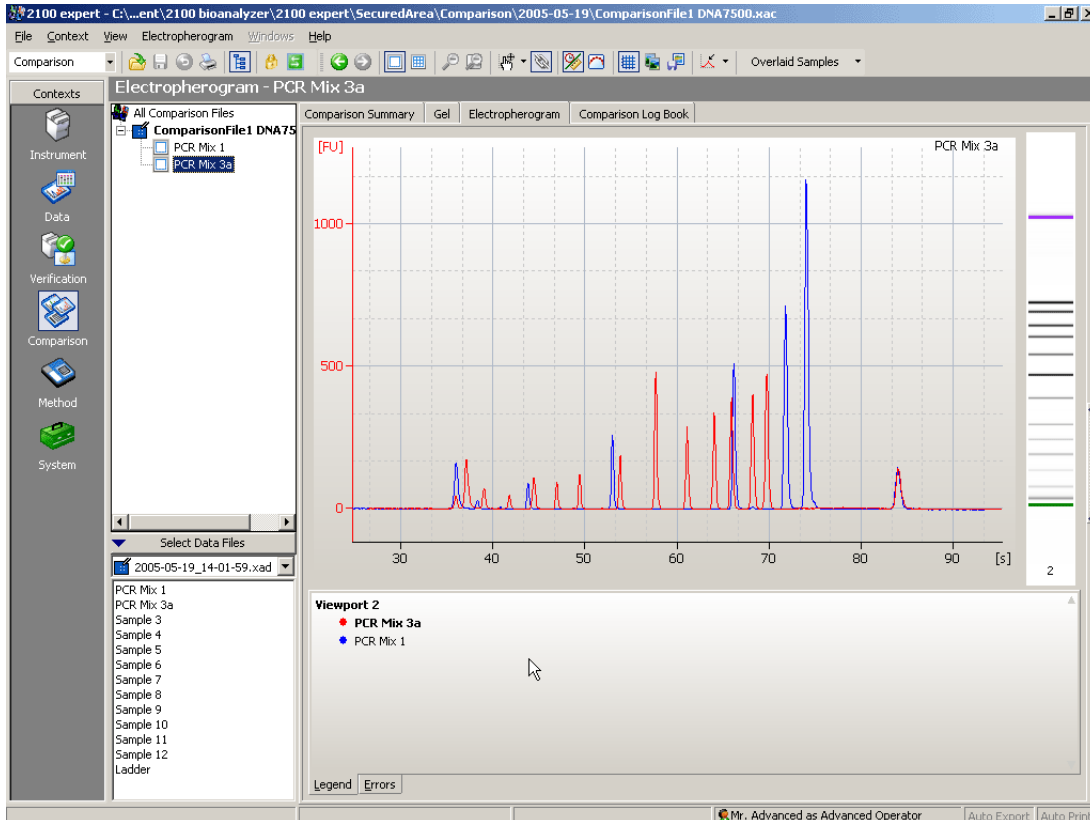 2100 expert - C:\...ent\2100 bioanalyzer\2100 expert\SecuredArea\Comparison\2005-05-19\ComparisonFile1 DNA7500.xac
File Context View Electropherogram Windows Help
Comparison
Overlaid Samples
Contexts
Instrument
Data
Verification
Comparison
Method
System
Electropherogram - PCR Mix 3a
All Comparison Files
ComparisonFile1 DNA75
PCR Mix 1
PCR Mix 3a
Select Data Files
2005-05-19_14-01-59.xad
PCR Mix 1
PCR Mix 3a
Sample 3
Sample 4
Sample 5
Sample 6
Sample 7
Sample 8
Sample 9
Sample 10
Sample 11
Sample 12
Ladder
Comparison Summary Gel Electropherogram Comparison Log Book
[FU]
PCR Mix 3a
1000
500
0
30 40 50 60 70 80 90 [s]
2
Viewport 2
PCR Mix 3a
PCR Mix 1
Legend Errors
Mr. Advanced as Advanced Operator Auto Export Auto Print